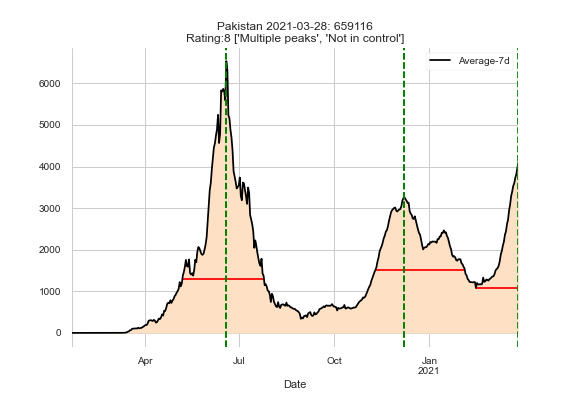 Pakistan 2021-03-28: 659116
Rating:8 ['Multiple peaks', 'Not in control']
Average-7d
6000
5000
4000
3000
2000
1000
0
Apr
Jul
Oct
Jan
2021
Date